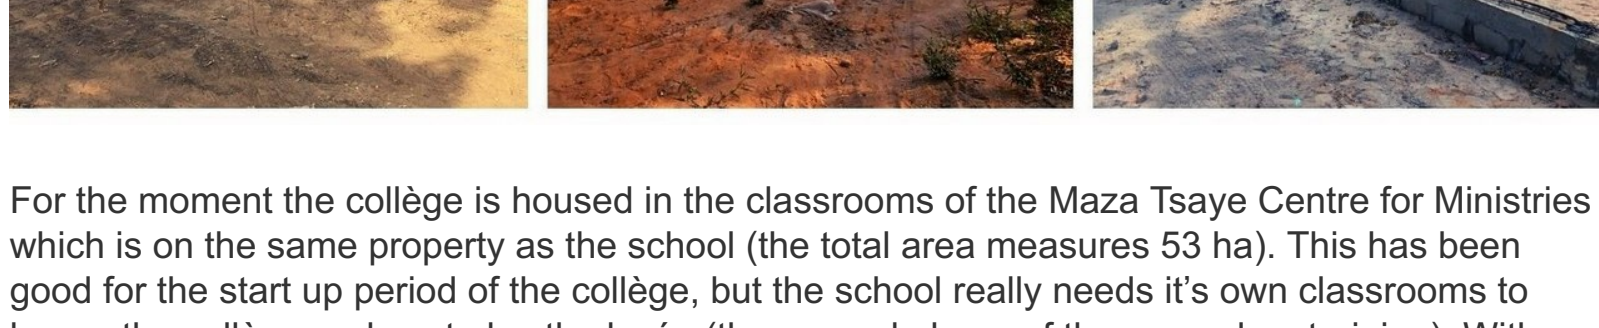 For the moment the collège is housed in the classrooms of the Maza Tsaye Centre for Ministries
which is on the same property as the school (the total area measures 53 ha). This has been
good for the start up period of the collège, but the school really needs it’s own classrooms to